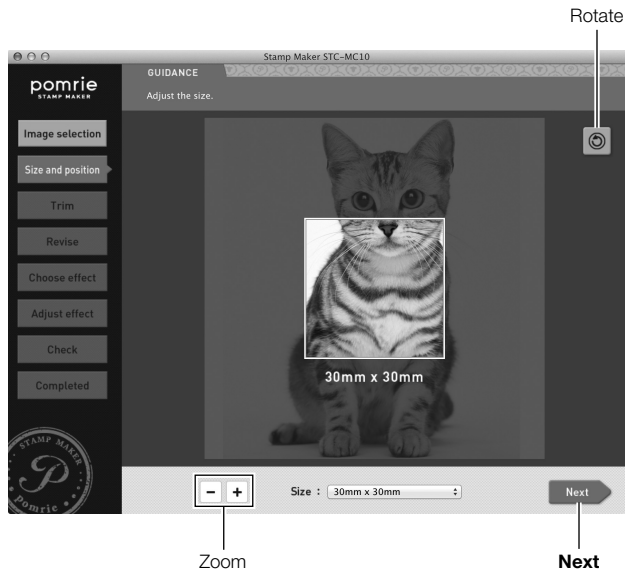 Rotate
Stamp Maker STC-MC10
pomrie
STAMP MAKER
GUIDANCE
Adjust the size.
Image selection
Size and position
Trim
Revise
Choose effect
Adjust effect
Check
Completed
30mm x 30mm
STAMP MAKER
P
Pomrie
- +
Size : 30mm x 30mm
Next
Zoom
Next